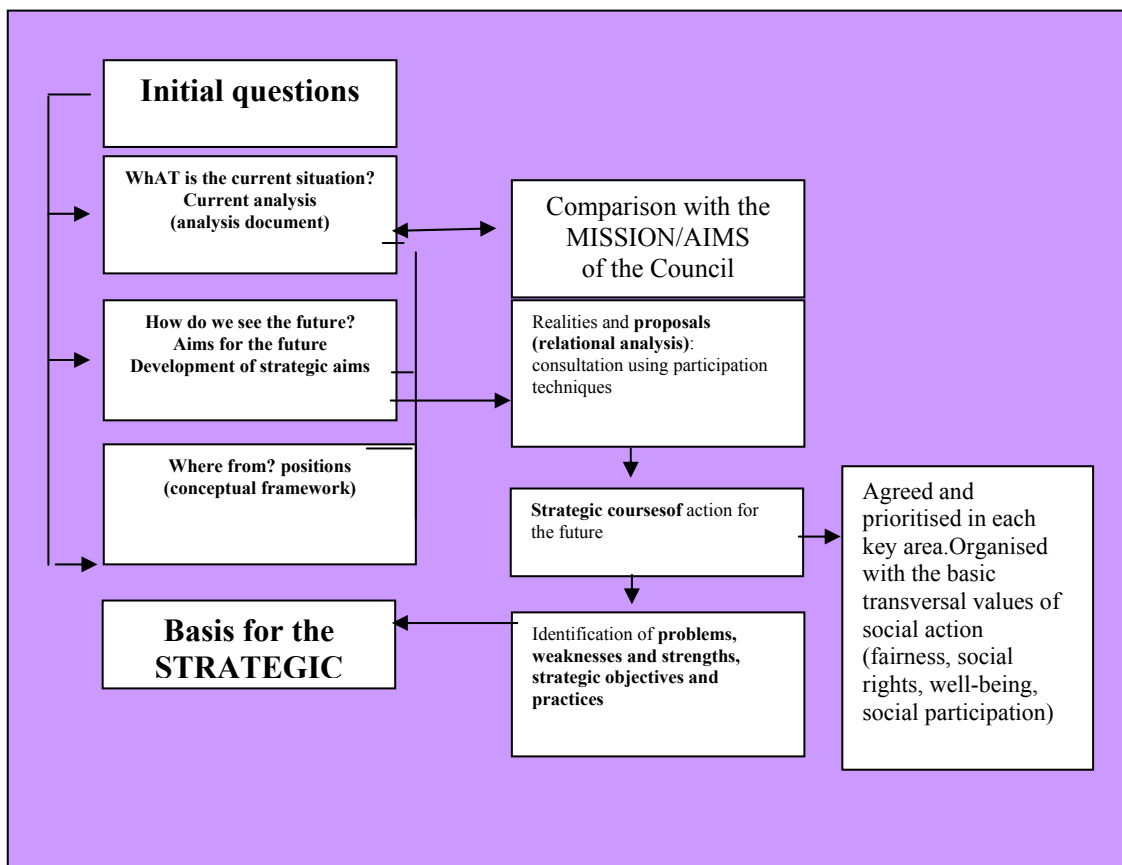 Initial questions
WhAT is the current situation?
Current analysis
(analysis document)
How do we see the future?
Aims for the future
Development of strategic aims
Where from? positions
(conceptual framework)
Basis for the
STRATEGIC
Comparison with the
MISSION/AIMS
of the Council
Realities and proposals
(relational analysis):
consultation using participation
techniques
Strategic coursesof action for
the future
Identification of problems,
weaknesses and strengths,
strategic objectives and
practices
Agreed and
prioritised in each
key area.Organised
with the basic
transversal values of
social action
(fairness, social
rights, well-being,
social participation)